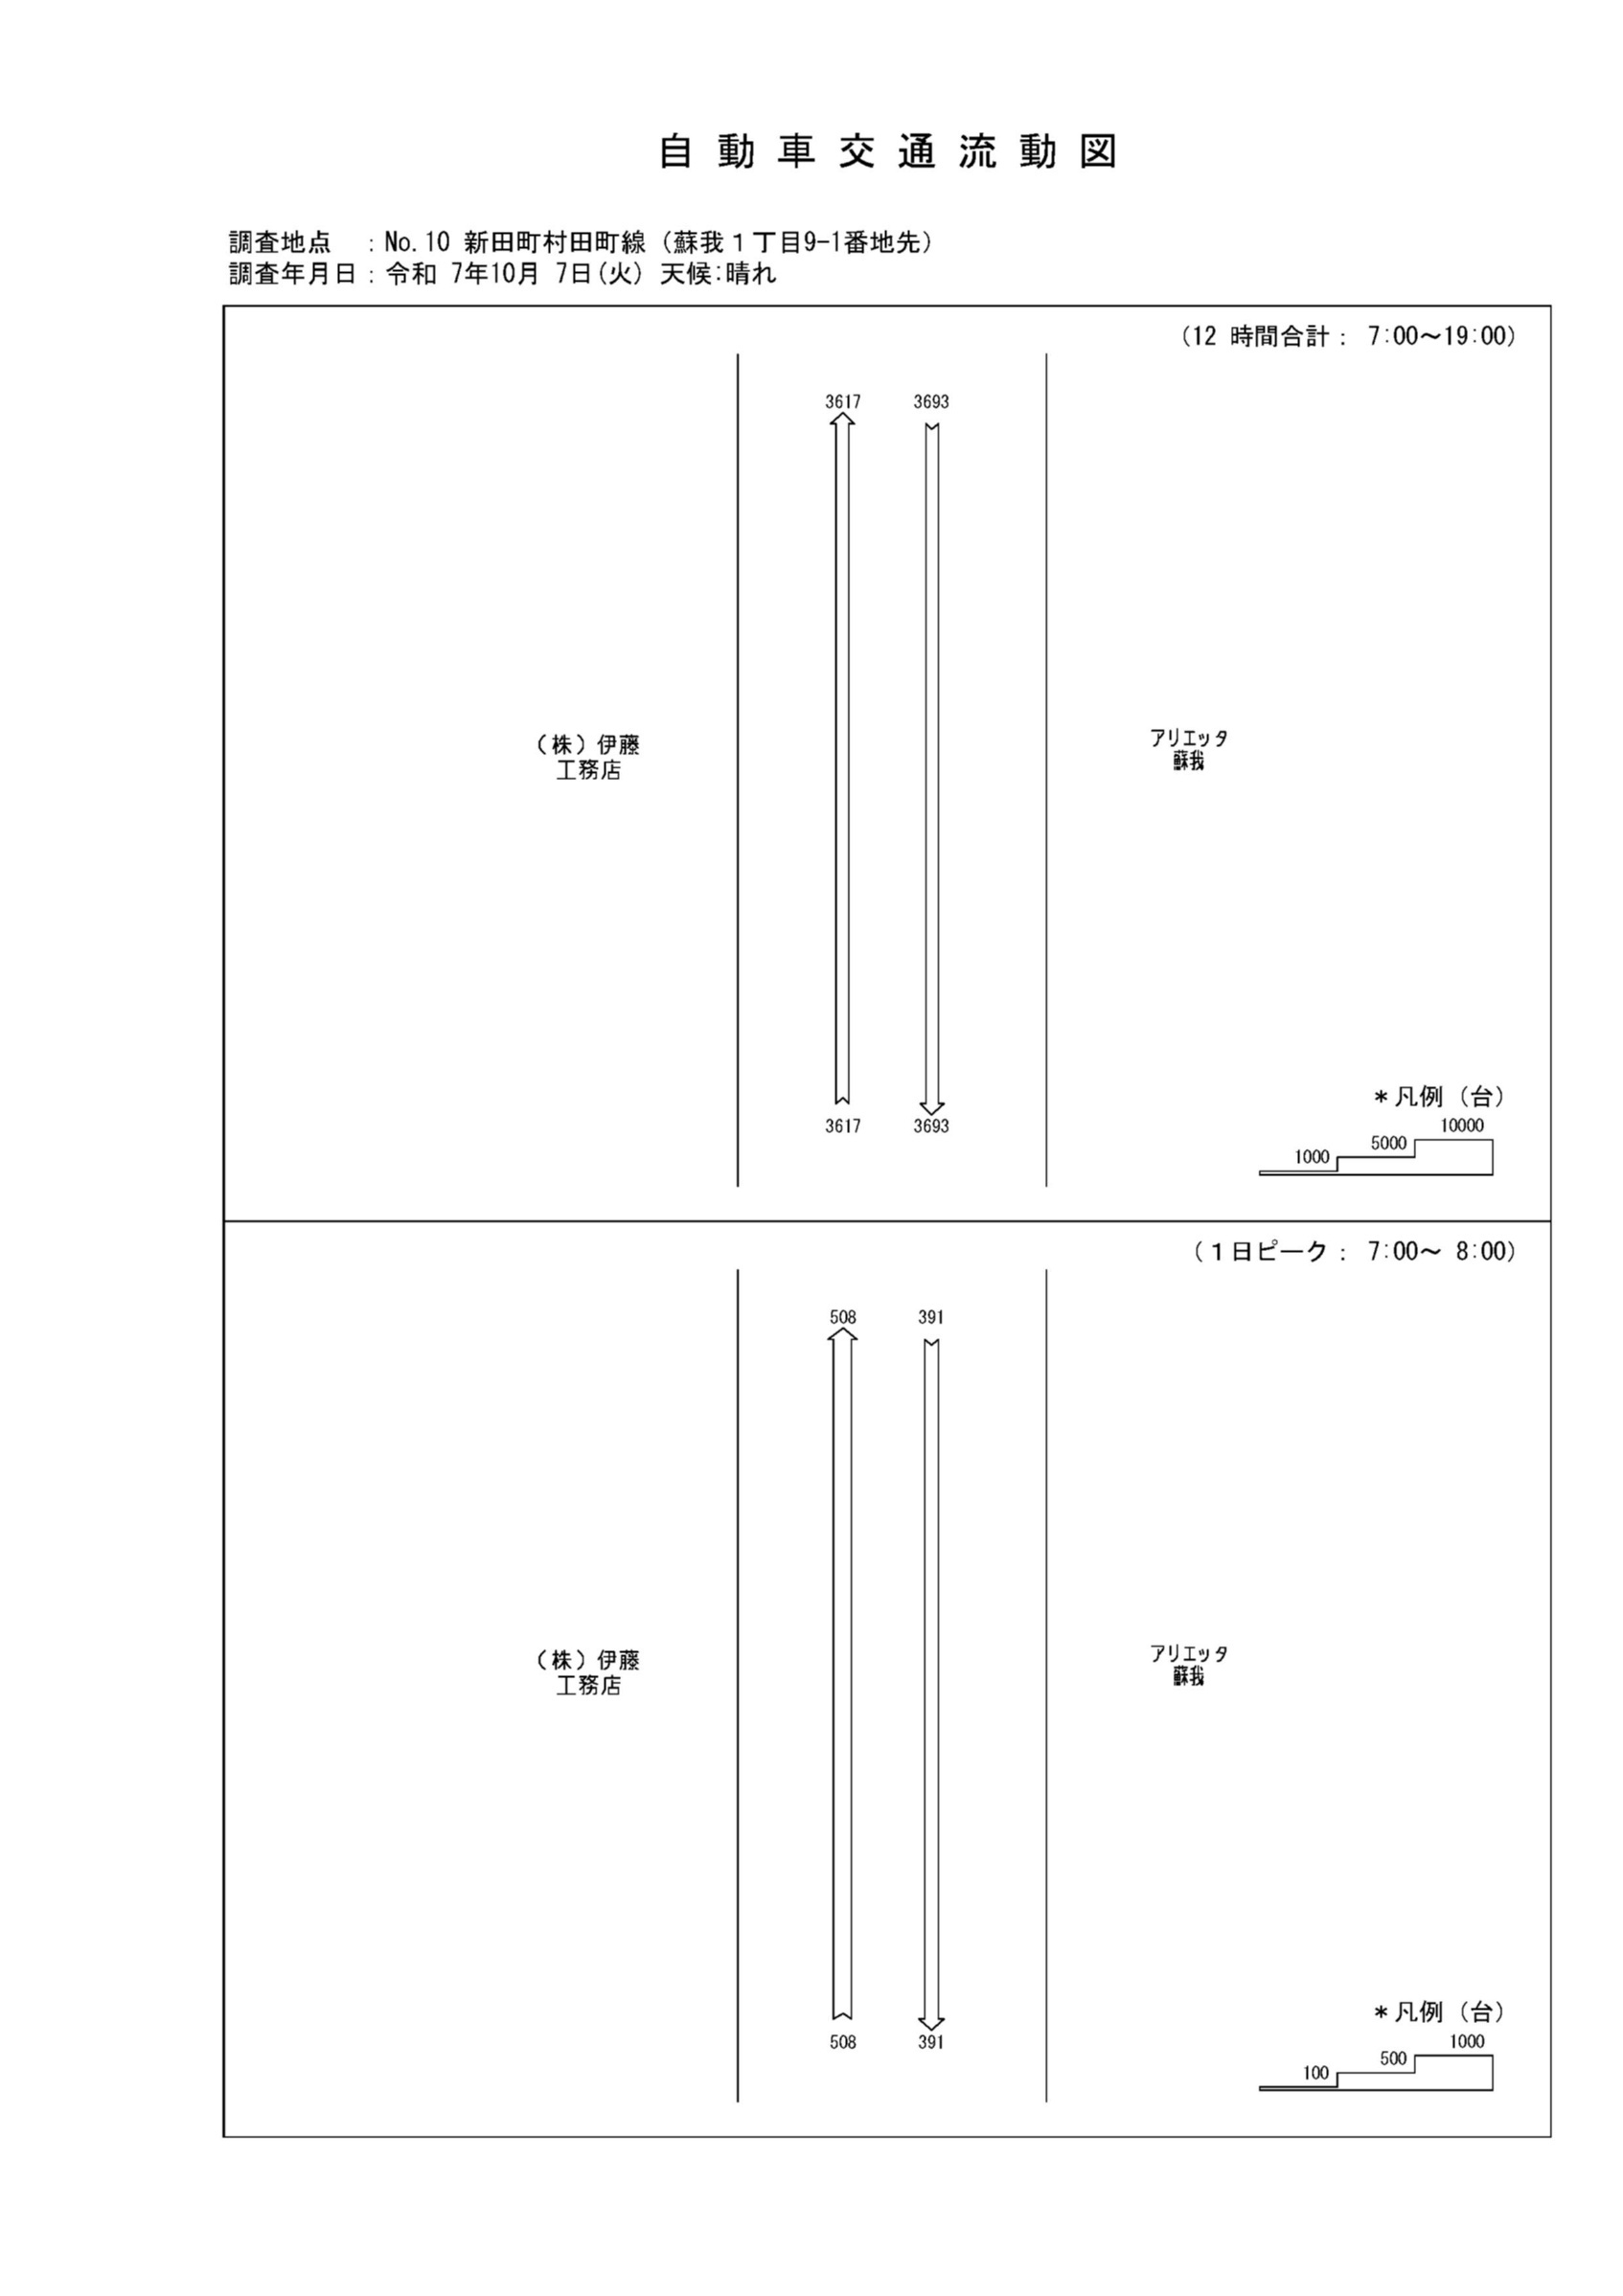 自動車交通流動図
調査地点　：No.10 新田町村田町線（蘇我１丁目9-1番地先）
調査年月日：令和 7年10月 7日(火) 天候:晴れ
(12 時間合計： 7:00～19:00)
3617 3693
（株）伊藤
工務店
アリエッタ
蘇我
3617 3693
＊凡例（台）
1000 5000 10000
(１日ピーク： 7:00～ 8:00)
508 391
（株）伊藤
工務店
アリエッタ
蘇我
508 391
＊凡例（台）
100 500 1000